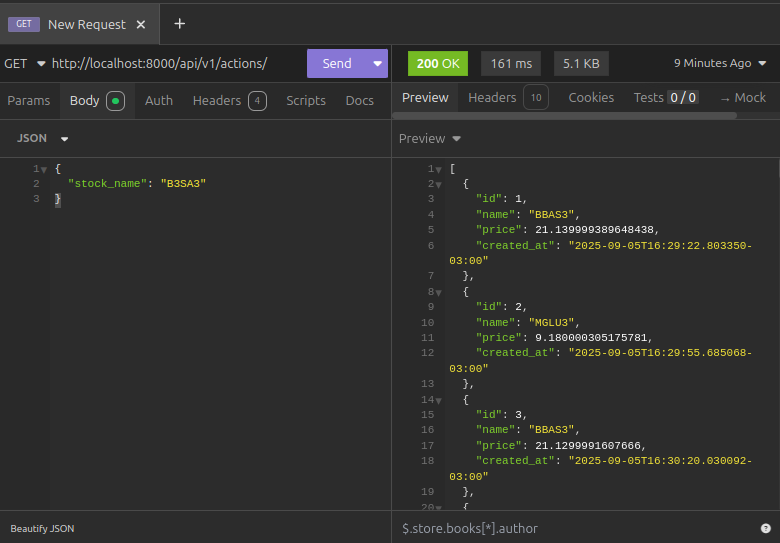 GET New Request × +
GET http://localhost:8000/api/v1/actions/ Send
200 OK 161 ms 5.1 KB 9 Minutes Ago
Params Body Auth Headers 4 Scripts Docs
Preview Headers 10 Cookies Tests 0 / 0 → Mock
JSON
Preview
1 {
2 "stock_name": "B3SA3"
3 }
1 [
2 {
3 "id": 1,
4 "name": "BBAS3",
5 "price": 21.139999389648438,
6 "created_at": "2025-09-05T16:29:22.803350-
03:00"
7 },
8 {
9 "id": 2,
10 "name": "MGLU3",
11 "price": 9.180000305175781,
12 "created_at": "2025-09-05T16:29:55.685068-
03:00"
13 },
14 {
15 "id": 3,
16 "name": "BBAS3",
17 "price": 21.1299991607666,
18 "created_at": "2025-09-05T16:30:20.030092-
03:00"
19 },
20 {
Beautify JSON
$.store.books[*].author